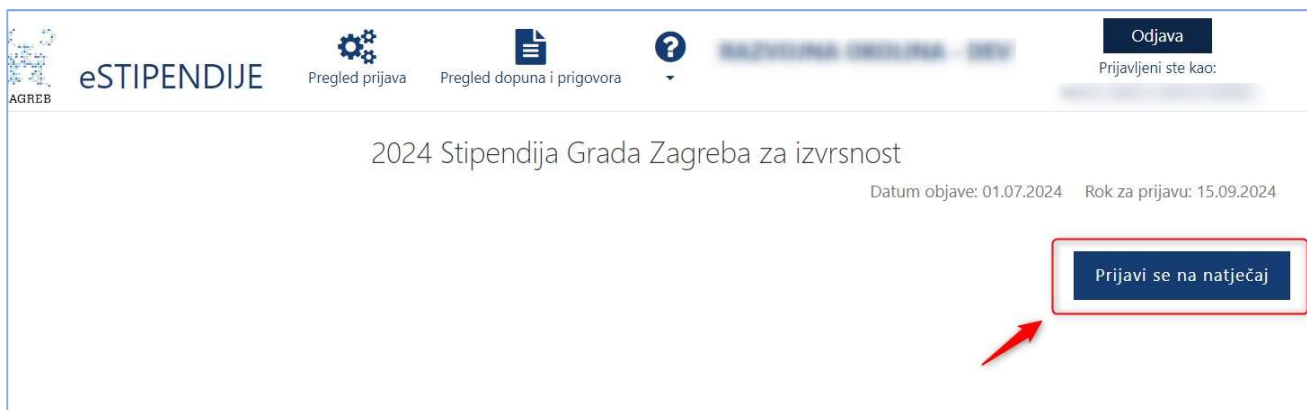 AGREB
eSTIPENDIJE
Pregled prijava
Pregled dopuna i prigovora
?
Odjava
Prijavljeni ste kao:
2024 Stipendija Grada Zagreba za izvrsnost
Datum objave: 01.07.2024 Rok za prijavu: 15.09.2024
Prijavi se na natječaj